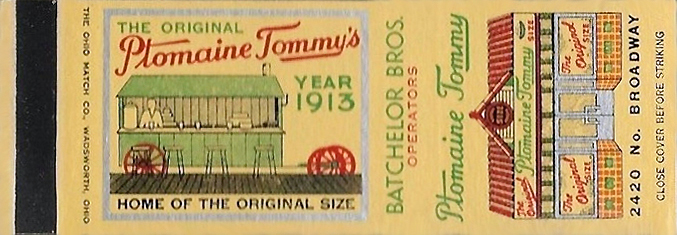 THE OHIO MATCH CO., WADSWORTH, OHIO
THE ORIGINAL
Ptomaine Tommy's
YEAR
1913
HOME OF THE ORIGINAL SIZE
BATCHELOR BROS.
OPERATORS
Ptomaine Tommy
The Original
Ptomaine Tommy
SIZE
The
Original
SIZE
The
Original
SIZE
2420 No. BROADWAY
CLOSE COVER BEFORE STRIKING